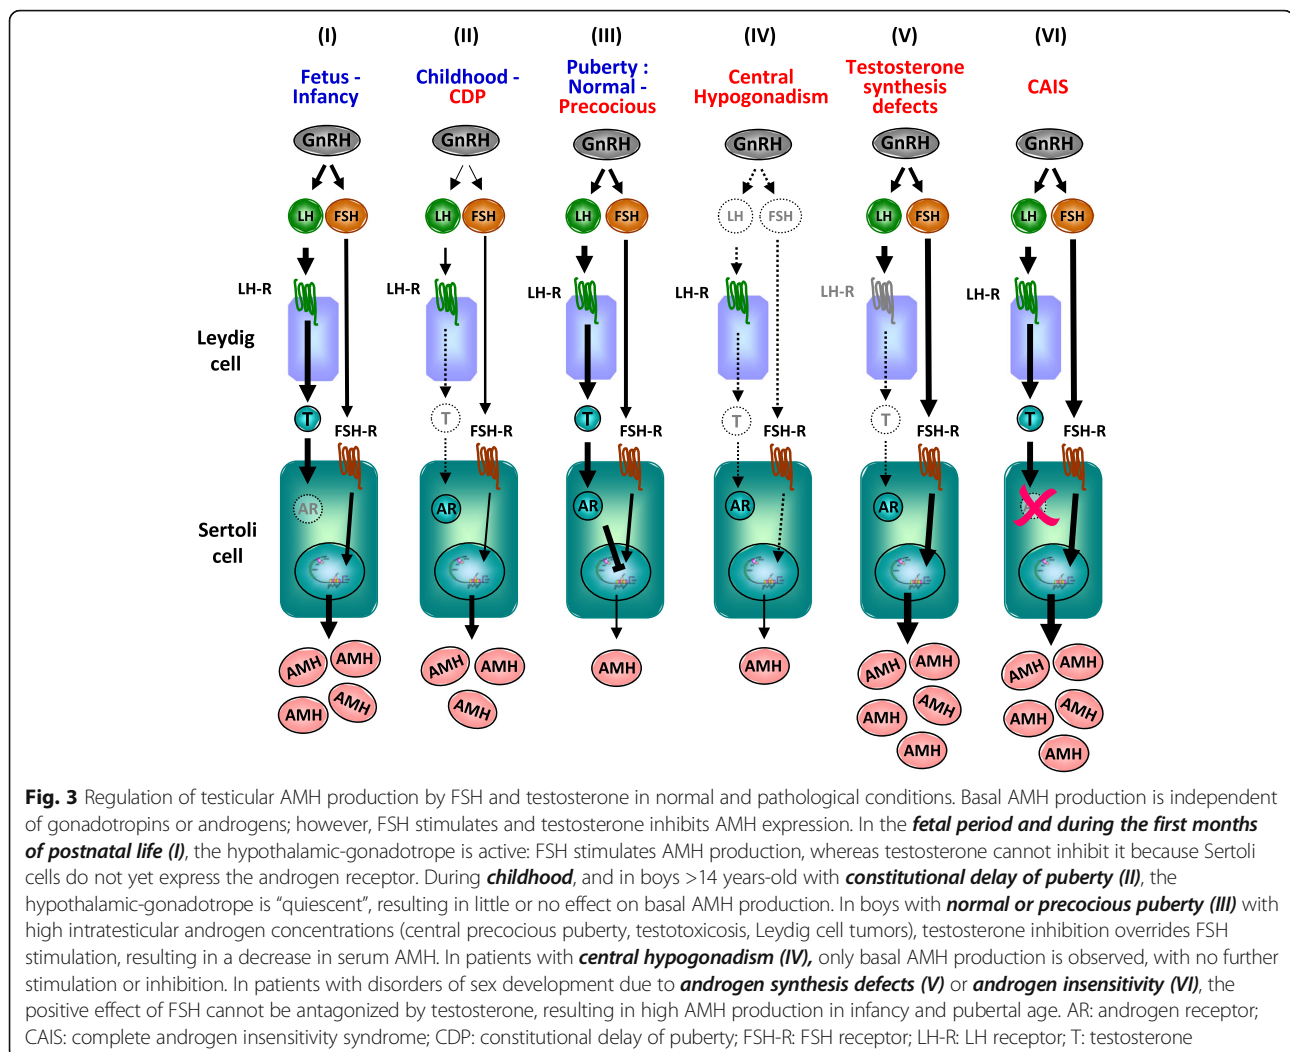 (I) (II) (III) (IV) (V) (VI)
Fetus - Infancy
Childhood - CDP
Puberty : Normal - Precocious
Central Hypogonadism
Testosterone synthesis defects
CAIS
GnRH GnRH GnRH GnRH GnRH GnRH
LH FSH LH FSH LH FSH LH FSH LH FSH LH FSH
LH-R LH-R LH-R LH-R LH-R LH-R
Leydig cell
T T T T T T
FSH-R FSH-R FSH-R FSH-R FSH-R FSH-R
AR AR AR AR AR
Sertoli cell
AMH AMH AMH AMH
AMH AMH AMH
AMH
AMH
AMH AMH AMH AMH AMH
AMH AMH AMH AMH AMH
Fig. 3 Regulation of testicular AMH production by FSH and testosterone in normal and pathological conditions. Basal AMH production is independent
of gonadotropins or androgens; however, FSH stimulates and testosterone inhibits AMH expression. In the fetal period and during the first months
of postnatal life (I), the hypothalamic-gonadotrope is active: FSH stimulates AMH production, whereas testosterone cannot inhibit it because Sertoli
cells do not yet express the androgen receptor. During childhood, and in boys >14 years-old with constitutional delay of puberty (II), the
hypothalamic-gonadotrope is “quiescent”, resulting in little or no effect on basal AMH production. In boys with normal or precocious puberty (III) with
high intratesticular androgen concentrations (central precocious puberty, testotoxicosis, Leydig cell tumors), testosterone inhibition overrides FSH
stimulation, resulting in a decrease in serum AMH. In patients with central hypogonadism (IV), only basal AMH production is observed, with no further
stimulation or inhibition. In patients with disorders of sex development due to androgen synthesis defects (V) or androgen insensitivity (VI), the
positive effect of FSH cannot be antagonized by testosterone, resulting in high AMH production in infancy and pubertal age. AR: androgen receptor;
CAIS: complete androgen insensitivity syndrome; CDP: constitutional delay of puberty; FSH-R: FSH receptor; LH-R: LH receptor; T: testosterone